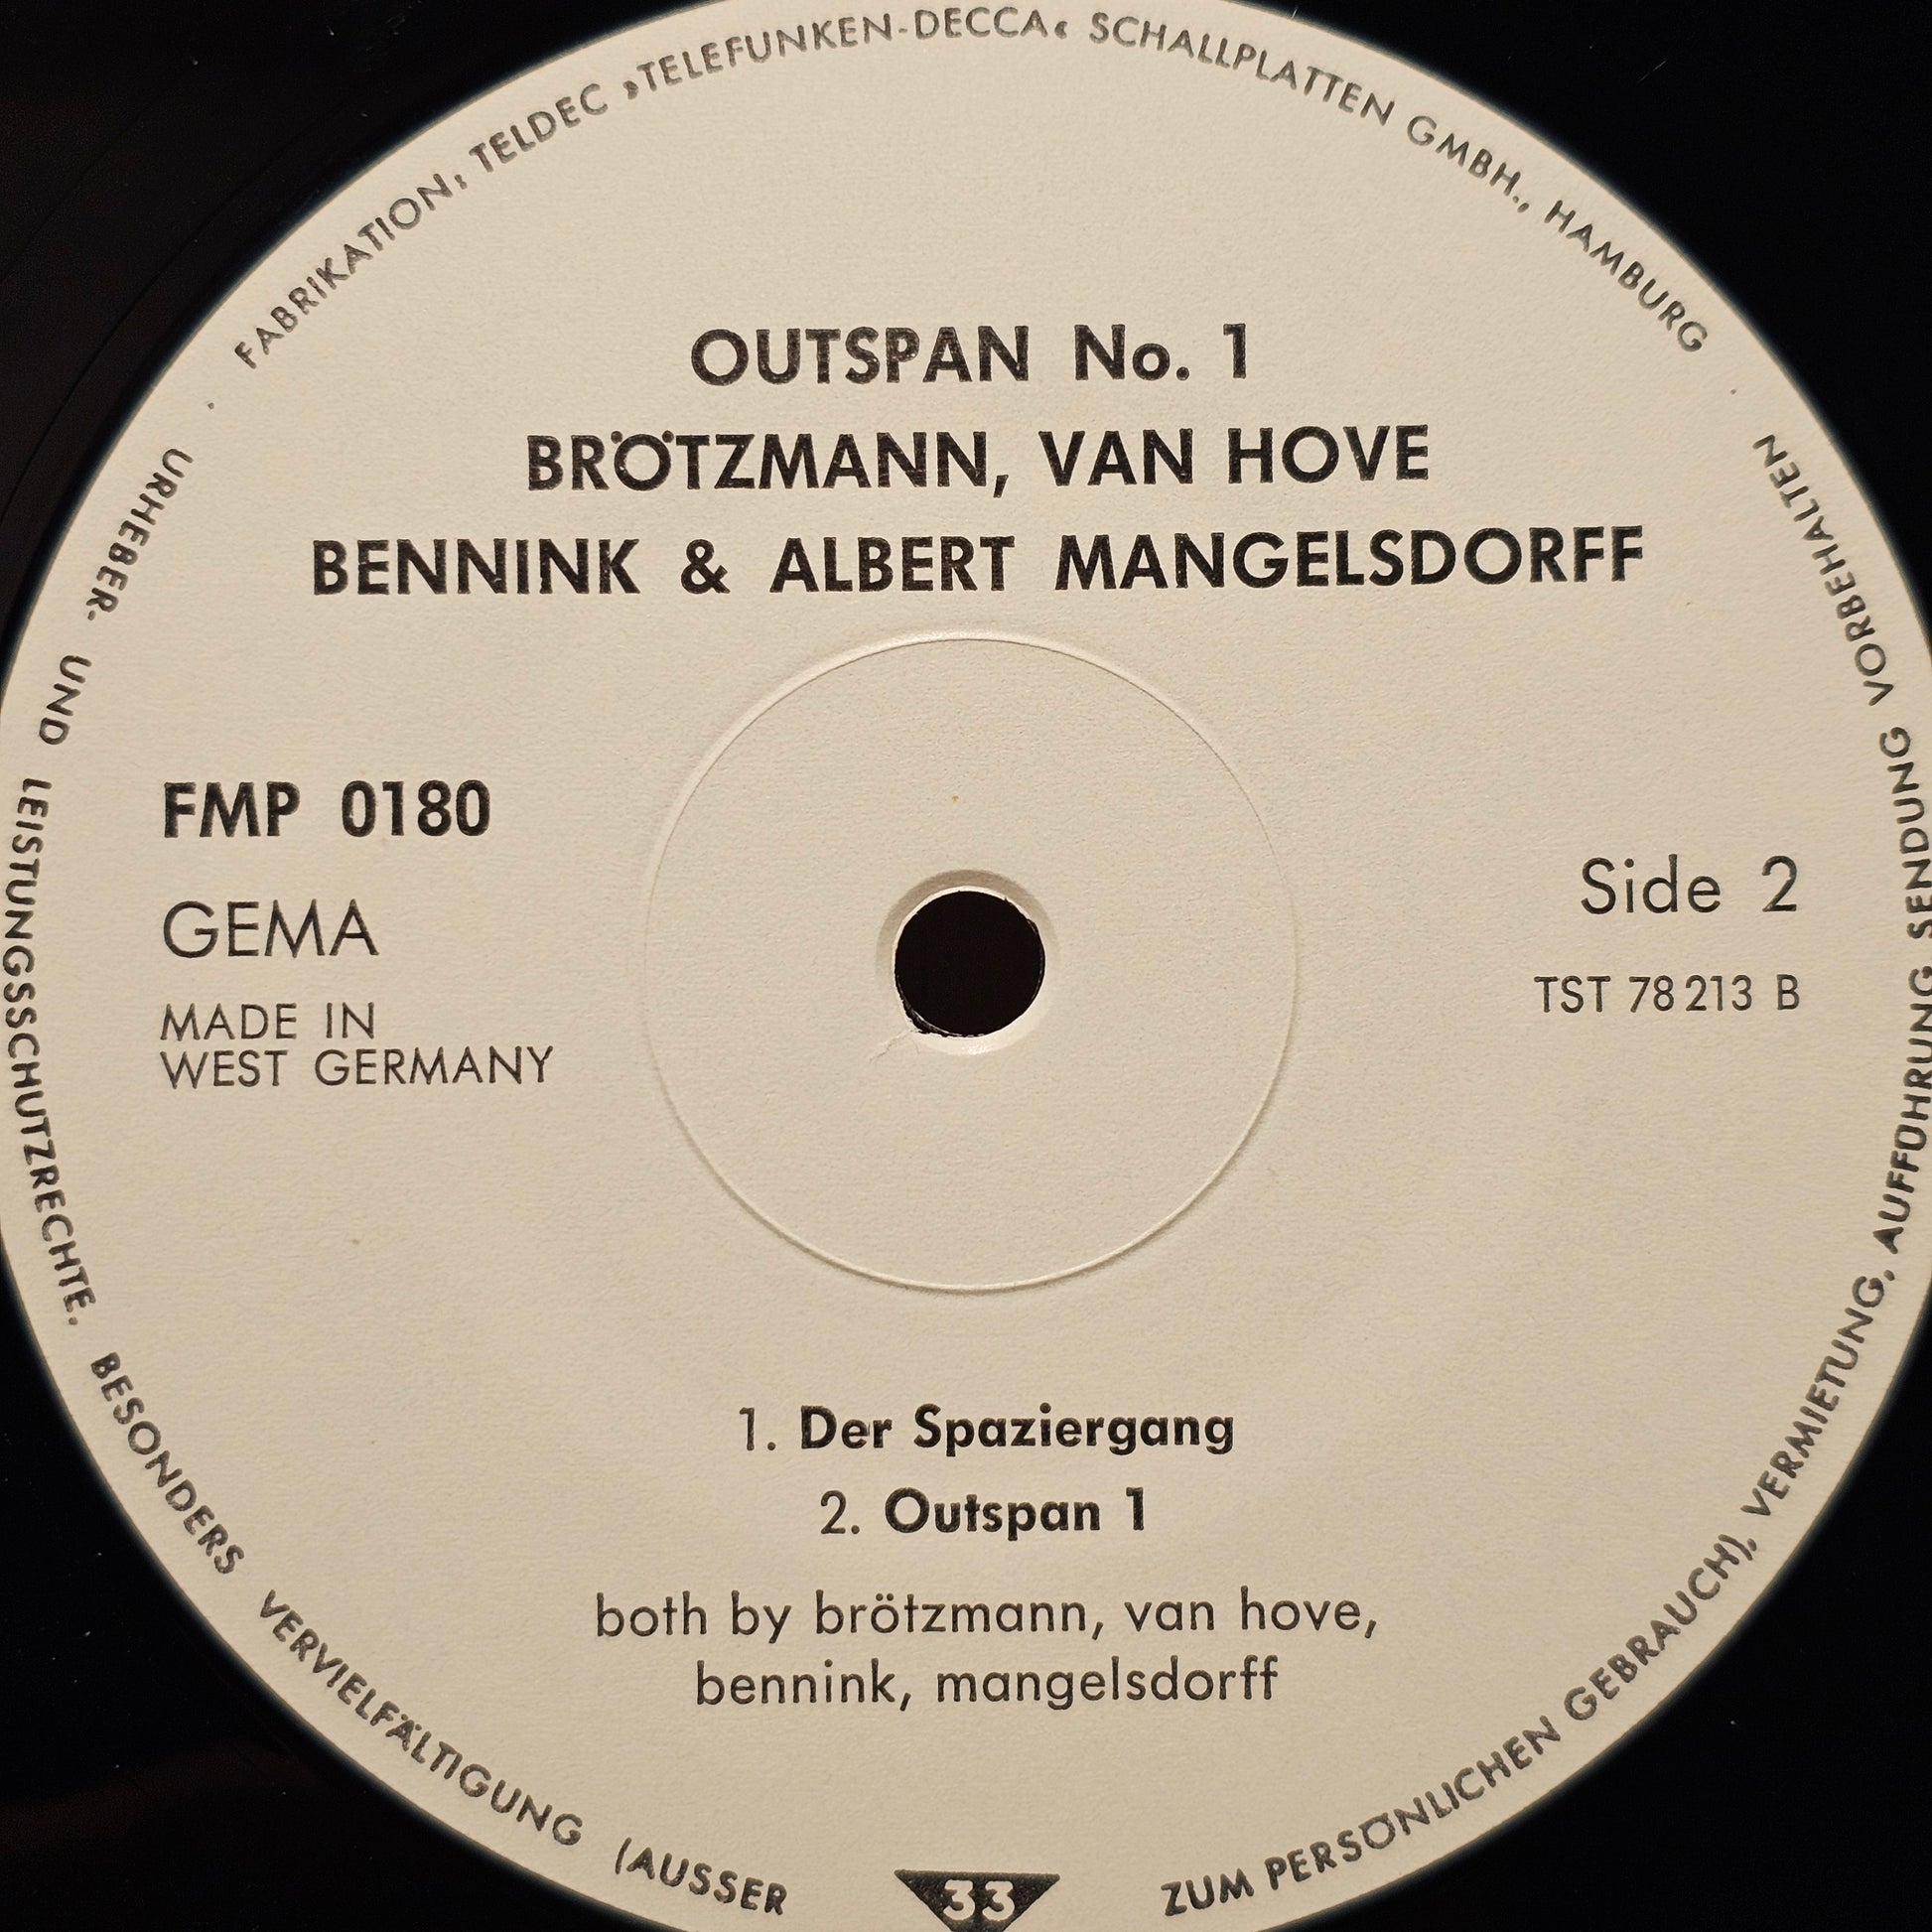 FABRIKATION: TELDEC »TELEFUNKEN-DECCA« SCHALLPLATTEN GMBH., HAMBURG
OUTSPAN No. 1
BRÖTZMANN, VAN HOVE
BENNINK & ALBERT MANGELSDORFF
FMP 0180
GEMA
MADE IN
WEST GERMANY
Side 2
TST 78 213 B
1. Der Spaziergang
2. Outspan 1
both by brötzmann, van hove,
bennink, mangelsdorff
URHEBER- UND LEISTUNGSSCHUTZRECHTE. BESONDERS VERVIELFÄLTIGUNG (AUSSER ZUM PERSÖNLICHEN GEBRAUCH), VERMIETUNG, AUFFÜHRUNG SENDUNG VORBEHALTEN
33